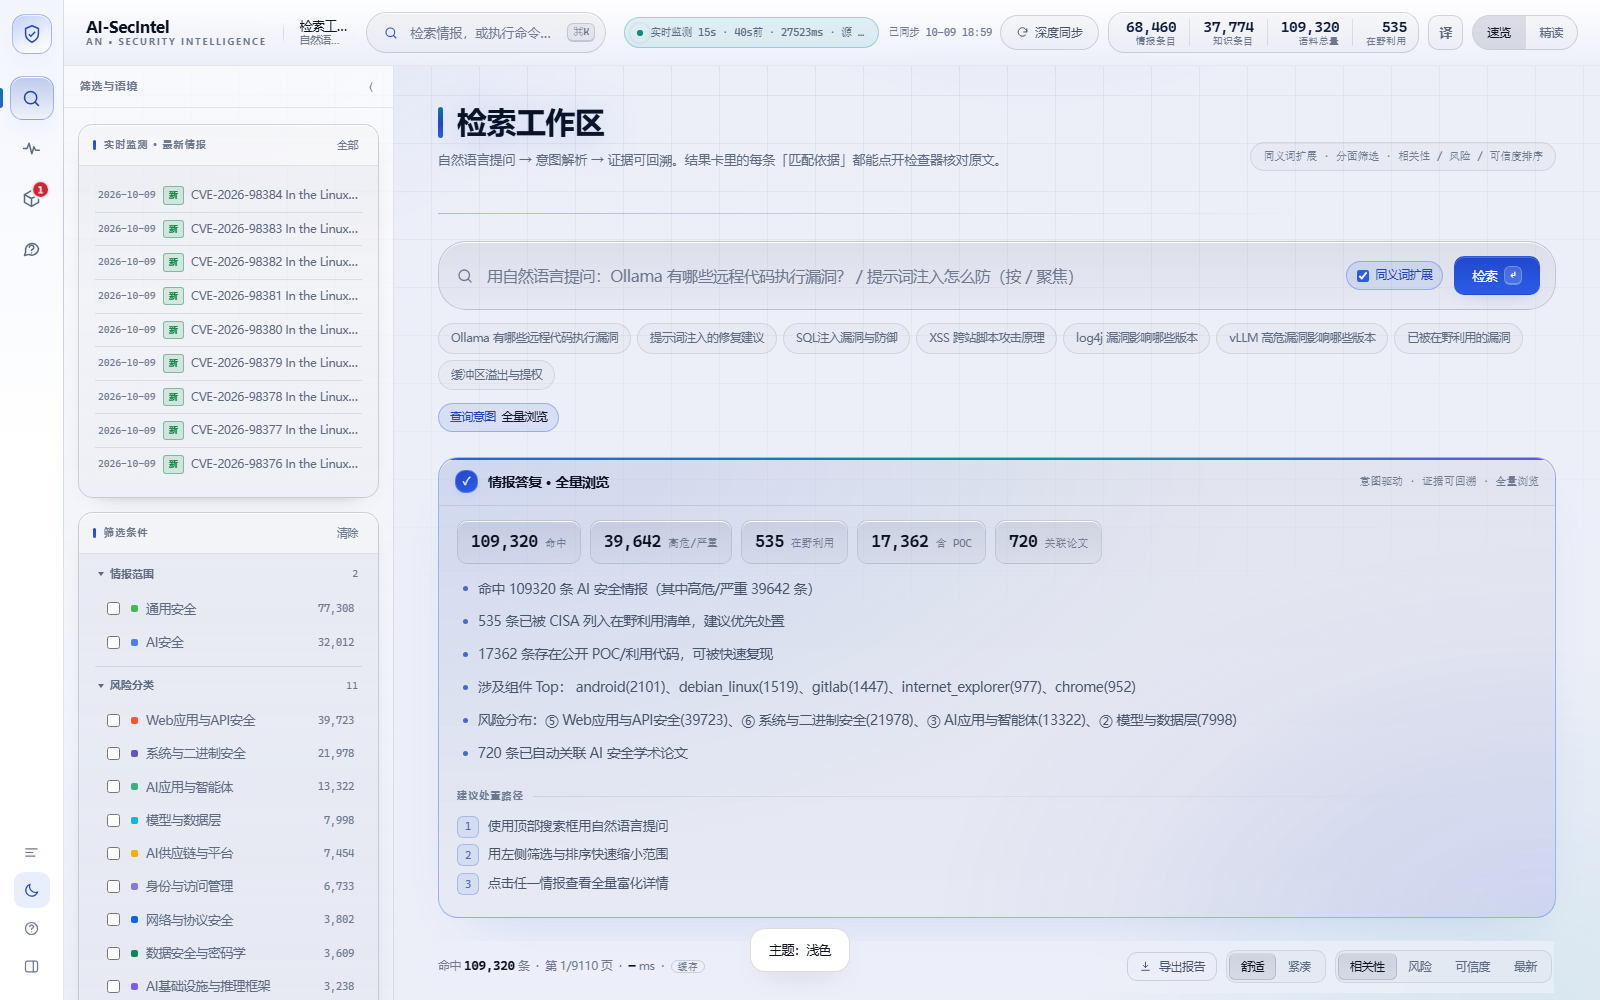 AI-SecIntel
AN • SECURITY INTELLIGENCE
检索工...
自然语...
检索情报，或执行命令...
⌘K
实时监测 15s · 40s前 · 27523ms · 源 …
已同步 10-09 18:59
深度同步
68,460 情报条目
37,774 知识条目
109,320 语料总量
535 在野利用
译
速览
精读
筛选与语境
实时监测 • 最新情报
全部
2026-10-09 新 CVE-2026-98384 In the Linux...
2026-10-09 新 CVE-2026-98383 In the Linux...
2026-10-09 新 CVE-2026-98382 In the Linux...
2026-10-09 新 CVE-2026-98381 In the Linux...
2026-10-09 新 CVE-2026-98380 In the Linux...
2026-10-09 新 CVE-2026-98379 In the Linux...
2026-10-09 新 CVE-2026-98378 In the Linux...
2026-10-09 新 CVE-2026-98377 In the Linux...
2026-10-09 新 CVE-2026-98376 In the Linux...
筛选条件
清除
情报范围 2
通用安全 77,308
AI安全 32,012
风险分类 11
Web应用与API安全 39,723
系统与二进制安全 21,978
AI应用与智能体 13,322
模型与数据层 7,998
AI供应链与平台 7,454
身份与访问管理 6,733
网络与协议安全 3,802
数据安全与密码学 3,609
AI基础设施与推理框架 3,238
1
检索工作区
自然语言提问 → 意图解析 → 证据可回溯。结果卡里的每条「匹配依据」都能点开检查器核对原文。
同义词扩展 · 分面筛选 · 相关性 / 风险 / 可信度排序
用自然语言提问：Ollama 有哪些远程代码执行漏洞？ / 提示词注入怎么防（按 / 聚焦）
同义词扩展
检索
Ollama 有哪些远程代码执行漏洞
提示词注入的修复建议
SQL注入漏洞与防御
XSS 跨站脚本攻击原理
log4j 漏洞影响哪些版本
vLLM 高危漏洞影响哪些版本
已被在野利用的漏洞
缓冲区溢出与提权
查询意图 全量浏览
情报答复 • 全量浏览
意图驱动 · 证据可回溯 · 全量浏览
109,320 命中
39,642 高危/严重
535 在野利用
17,362 含 POC
720 关联论文
命中 109320 条 AI 安全情报（其中高危/严重 39642 条）
535 条已被 CISA 列入在野利用清单，建议优先处置
17362 条存在公开 POC/利用代码，可被快速复现
涉及组件 Top： android(2101)、debian_linux(1519)、gitlab(1447)、internet_explorer(977)、chrome(952)
风险分布：⑤ Web应用与API安全(39723)、⑥ 系统与二进制安全(21978)、③ AI应用与智能体(13322)、② 模型与数据层(7998)
720 条已自动关联 AI 安全学术论文
建议处置路径
1 使用顶部搜索框用自然语言提问
2 用左侧筛选与排序快速缩小范围
3 点击任一情报查看全量富化详情
命中 109,320 条 · 第 1/9110 页 · – ms · 缓存
主题：浅色
导出报告
舒适
紧凑
相关性
风险
可信度
最新